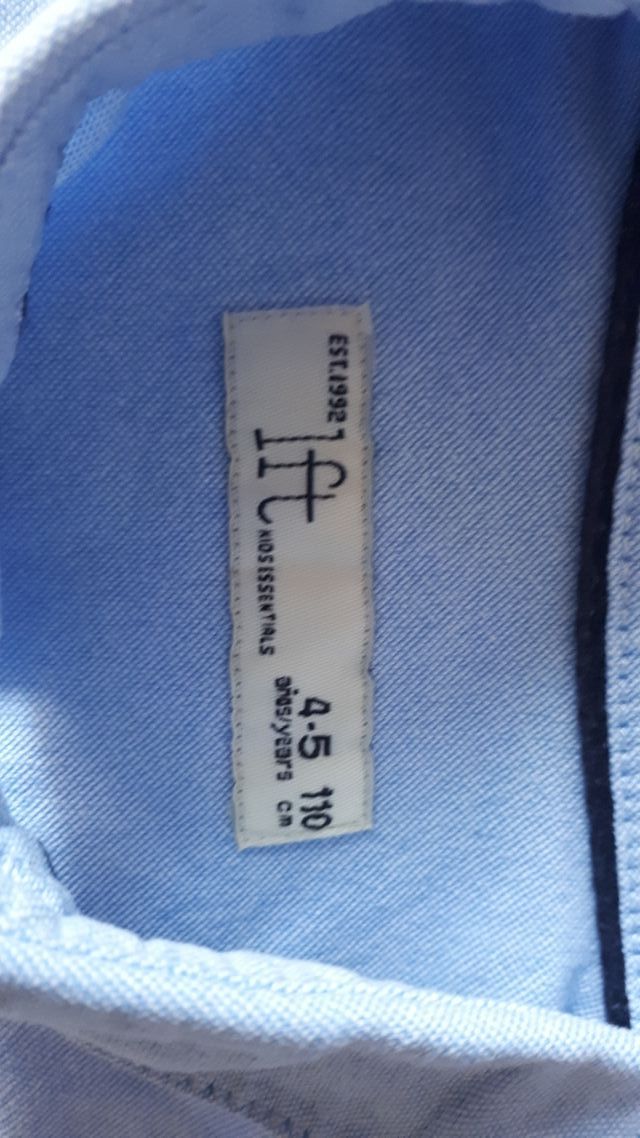 EST.1992
lft
KIDS ESSENTIALS
4-5 110
años/years cm